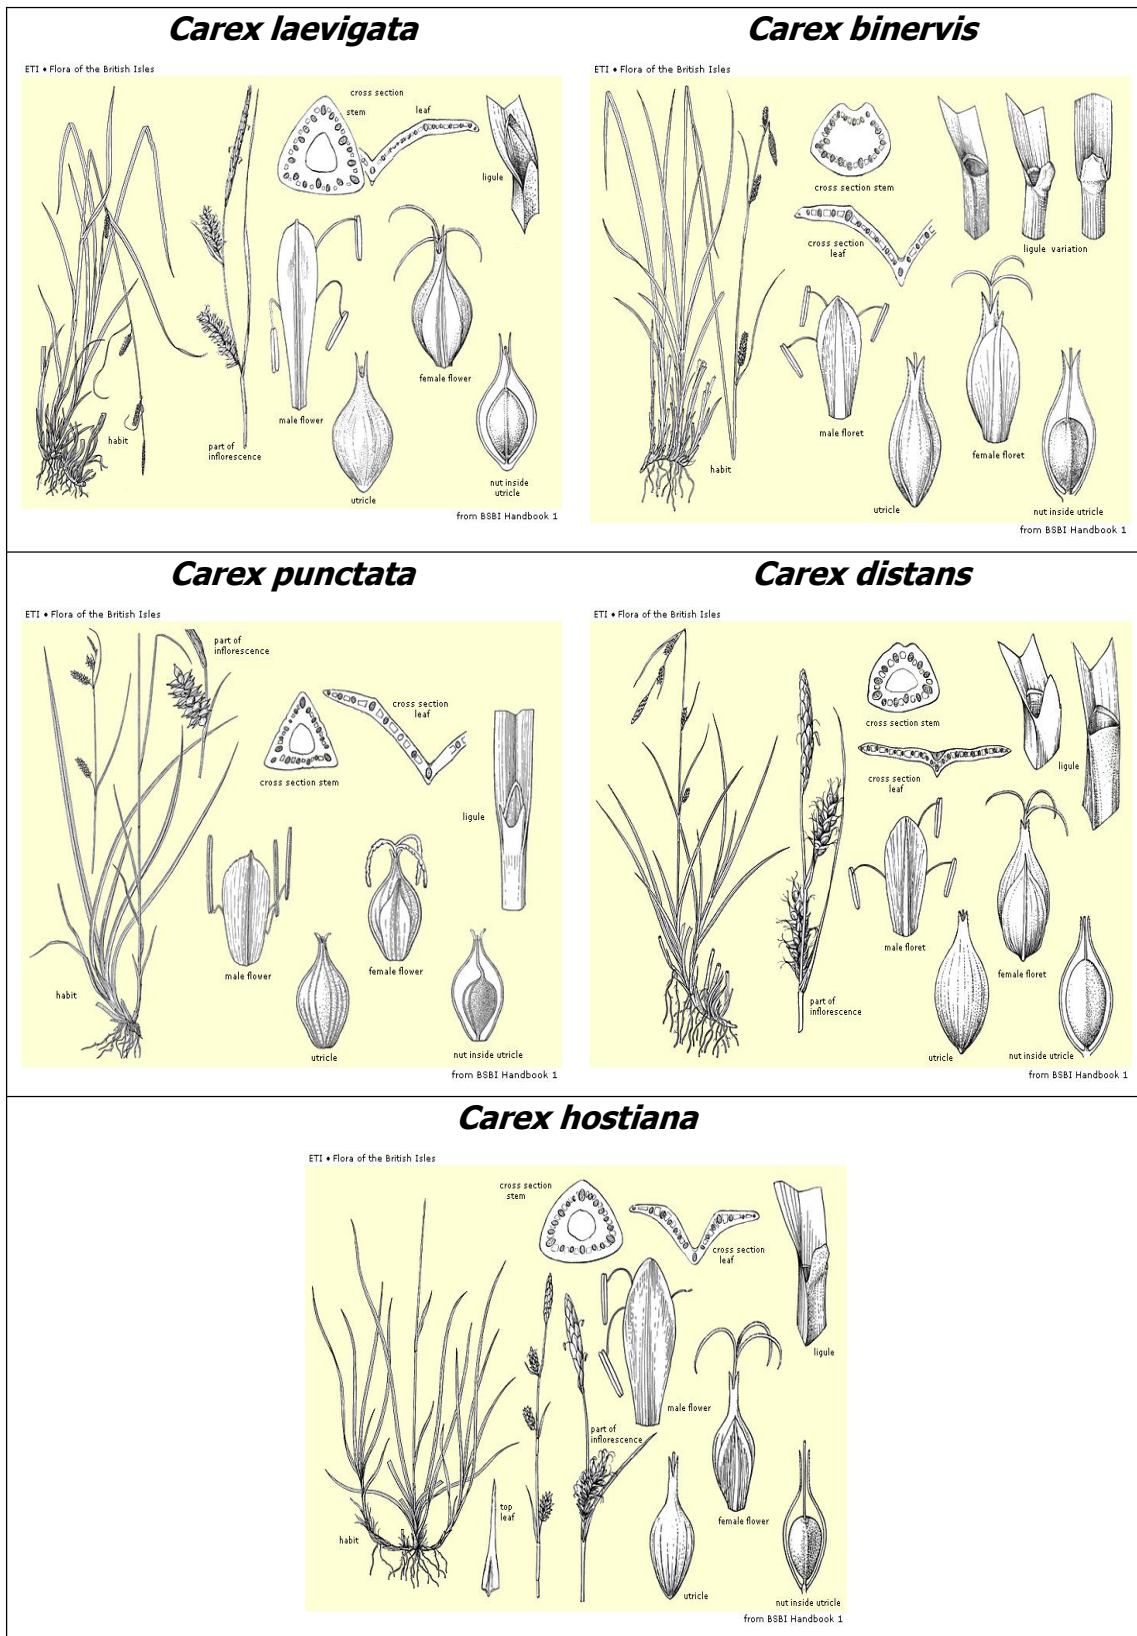 Carex laevigata
ETI ♦ Flora of the British Isles
cross section
stem
leaf
ligule
habit
part of
inflorescence
male flower
utricle
female flower
nut inside
utricle
from BSBI Handbook 1
Carex binervis
ETI ♦ Flora of the British Isles
cross section stem
cross section
leaf
ligule variation
male floret
female floret
habit
utricle
nut inside utricle
from BSBI Handbook 1
Carex punctata
ETI ♦ Flora of the British Isles
part of
inflorescence
cross section
leaf
cross section stem
ligule
male flower
female flower
habit
utricle
nut inside utricle
from BSBI Handbook 1
Carex distans
ETI ♦ Flora of the British Isles
cross section stem
ligule
cross section
leaf
male floret
female floret
part of
inflorescence
utricle
nut inside utricle
from BSBI Handbook 1
Carex hostiana
ETI ♦ Flora of the British Isles
cross section
stem
cross section
leaf
ligule
male flower
part of
inflorescence
top
leaf
female flower
habit
utricle
nut inside utricle
from BSBI Handbook 1